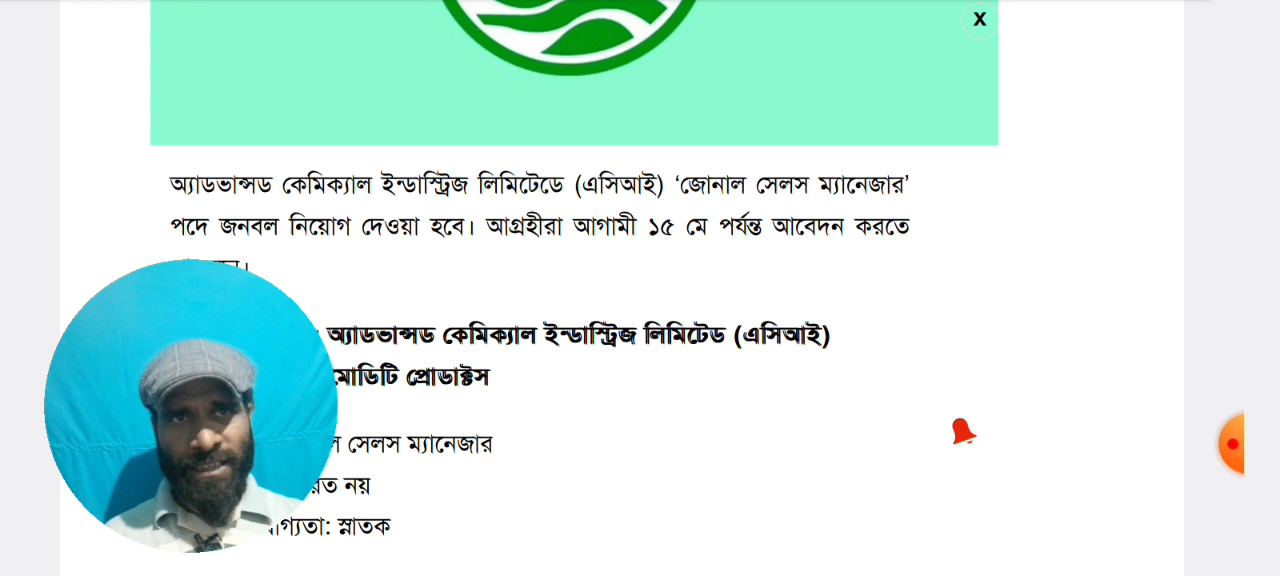 X
অ্যাডভান্সড কেমিক্যাল ইন্ডাস্ট্রিজ লিমিটেডে (এসিআই) ‘জোনাল সেলস ম্যানেজার’
পদে জনবল নিয়োগ দেওয়া হবে। আগ্রহীরা আগামী ১৫ মে পর্যন্ত আবেদন করতে
অ্যাডভান্সড কেমিক্যাল ইন্ডাস্ট্রিজ লিমিটেড (এসিআই)
প্রোডাক্টস
সেলস ম্যানেজার
নয়
স্নাতক